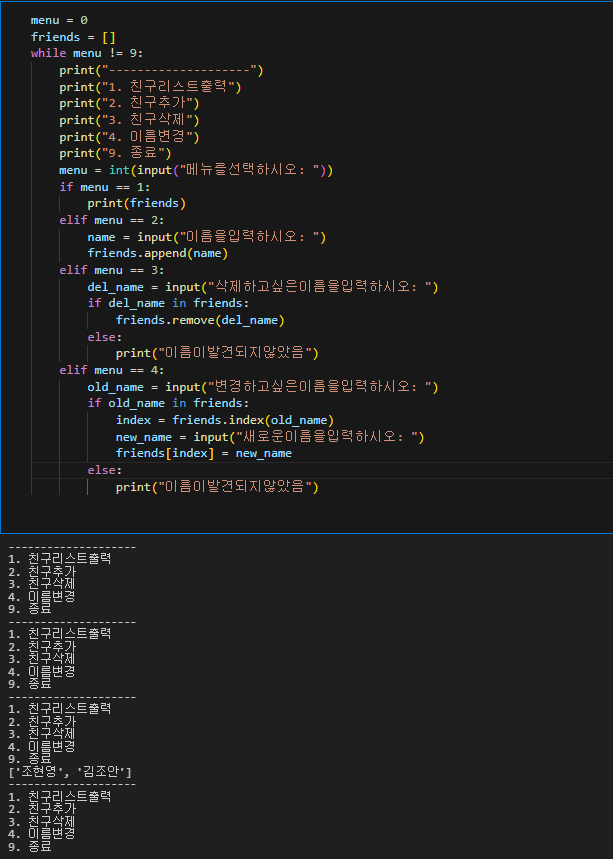 menu = 0
friends = []
while menu != 9:
print("--------------------")
print("1. 친구리스트출력")
print("2. 친구추가")
print("3. 친구삭제")
print("4. 이름변경")
print("9. 종료")
menu = int(input("메뉴를선택하시오: "))
if menu == 1:
print(friends)
elif menu == 2:
name = input("이름을입력하시오: ")
friends.append(name)
elif menu == 3:
del_name = input("삭제하고싶은이름을입력하시오: ")
if del_name in friends:
friends.remove(del_name)
else:
print("이름이발견되지않았음")
elif menu == 4:
old_name = input("변경하고싶은이름을입력하시오: ")
if old_name in friends:
index = friends.index(old_name)
new_name = input("새로운이름을입력하시오: ")
friends[index] = new_name
else:
print("이름이발견되지않았음")
--------------------
1. 친구리스트출력
2. 친구추가
3. 친구삭제
4. 이름변경
9. 종료
--------------------
1. 친구리스트출력
2. 친구추가
3. 친구삭제
4. 이름변경
9. 종료
--------------------
1. 친구리스트출력
2. 친구추가
3. 친구삭제
4. 이름변경
9. 종료
['조현영', '김조안']
--------------------
1. 친구리스트출력
2. 친구추가
3. 친구삭제
4. 이름변경
9. 종료